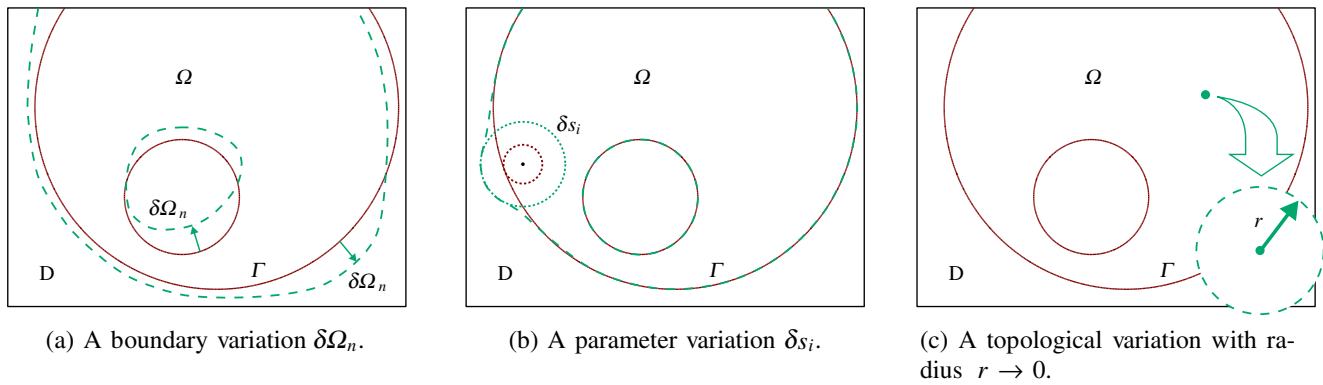 Ω
δΩₙ
D
Γ
δΩₙ
(a) A boundary variation δΩₙ.
Ω
δsᵢ
D
Γ
(b) A parameter variation δsᵢ.
Ω
r
D
Γ
(c) A topological variation with ra-
dius r → 0.